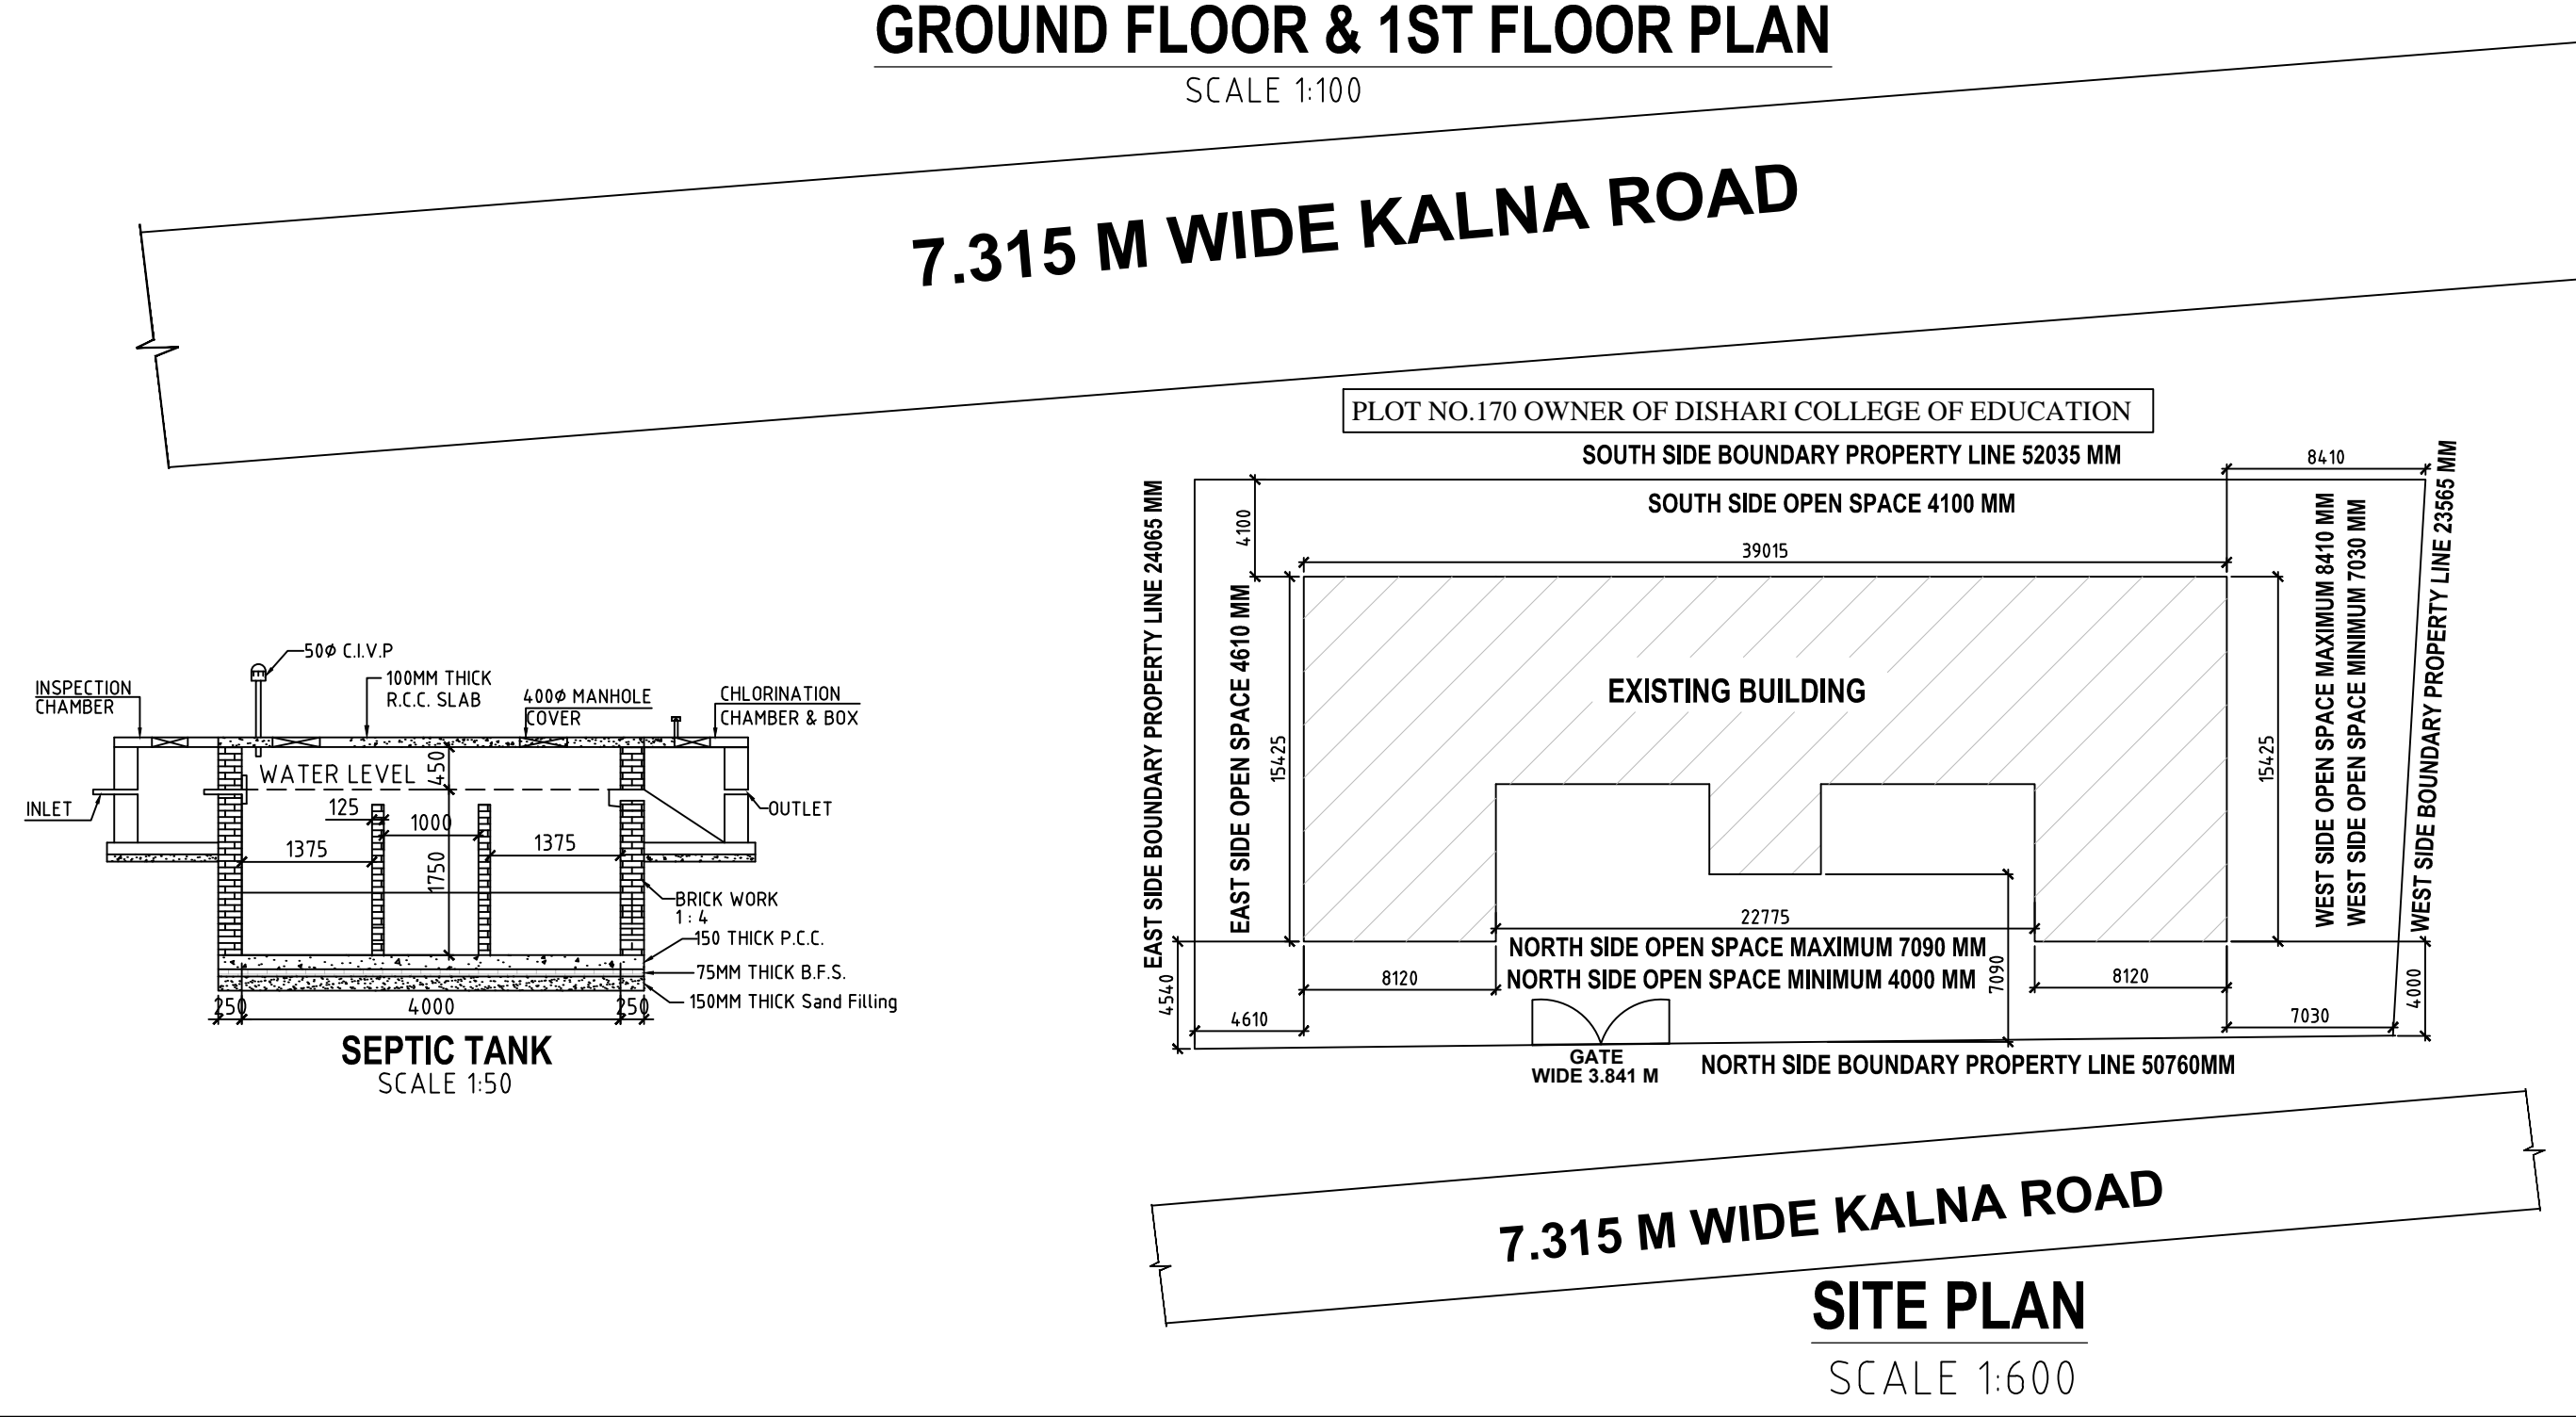 GROUND FLOOR & 1ST FLOOR PLAN
SCALE 1:100
7.315 M WIDE KALNA ROAD
50Ø C.I.V.P
100MM THICK
R.C.C. SLAB
INSPECTION
CHAMBER
400Ø MANHOLE
COVER
CHLORINATION
CHAMBER & BOX
WATER LEVEL
450
INLET
125
1000
OUTLET
1375
1375
1750
BRICK WORK
1 : 4
150 THICK P.C.C.
75MM THICK B.F.S.
150MM THICK Sand Filling
250
4000
250
SEPTIC TANK
SCALE 1:50
PLOT NO.170 OWNER OF DISHARI COLLEGE OF EDUCATION
SOUTH SIDE BOUNDARY PROPERTY LINE 52035 MM
8410
SOUTH SIDE OPEN SPACE 4100 MM
4100
39015
EAST SIDE BOUNDARY PROPERTY LINE 24065 MM
EAST SIDE OPEN SPACE 4610 MM
15425
EXISTING BUILDING
15425
WEST SIDE OPEN SPACE MAXIMUM 8410 MM
WEST SIDE OPEN SPACE MINIMUM 7030 MM
WEST SIDE BOUNDARY PROPERTY LINE 23565 MM
22775
NORTH SIDE OPEN SPACE MAXIMUM 7090 MM
NORTH SIDE OPEN SPACE MINIMUM 4000 MM
7090
8120
8120
4540
4000
4610
7030
GATE
WIDE 3.841 M
NORTH SIDE BOUNDARY PROPERTY LINE 50760MM
7.315 M WIDE KALNA ROAD
SITE PLAN
SCALE 1:600